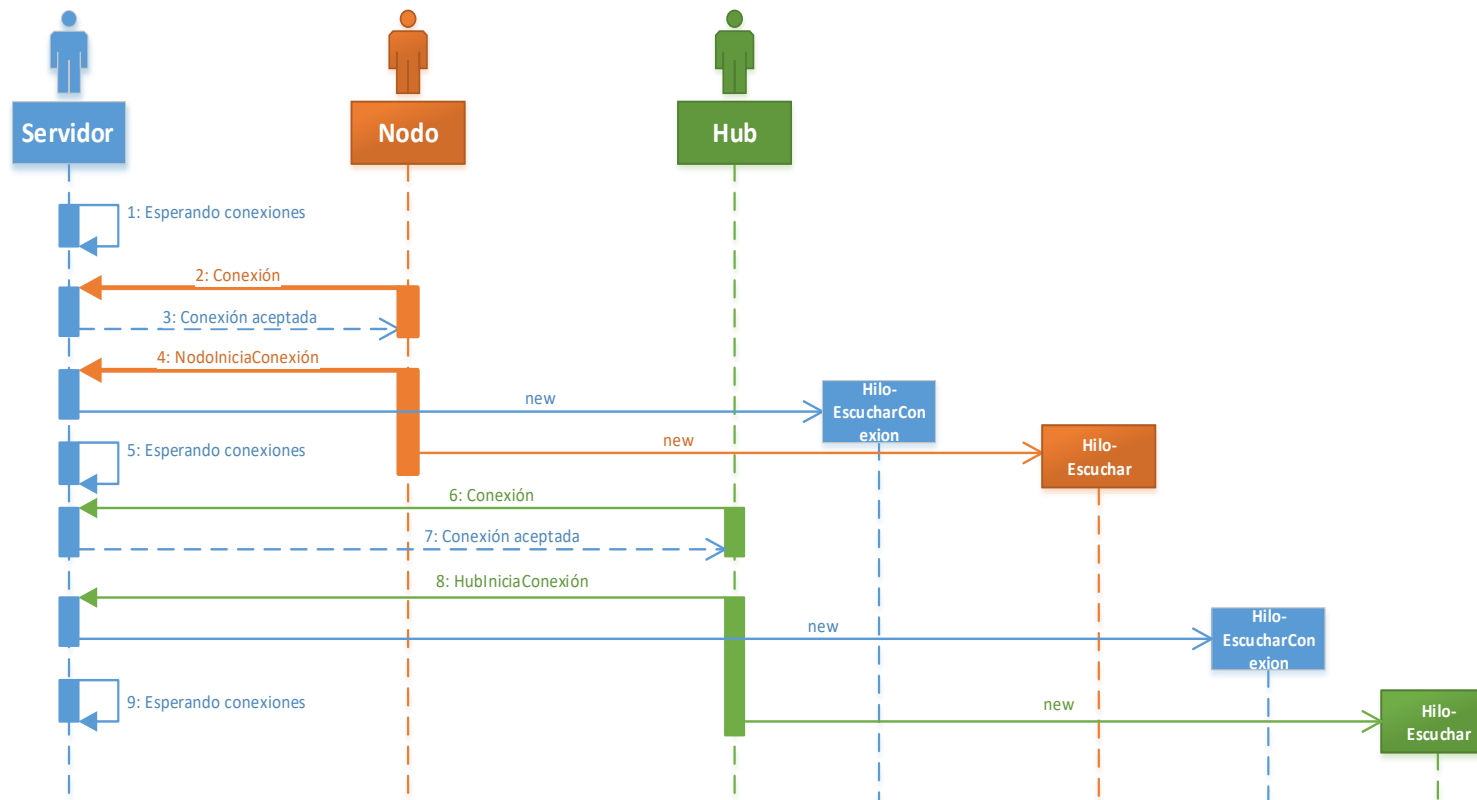 Servidor
Nodo
Hub
1: Esperando conexiones
2: Conexión
3: Conexión aceptada
4: NodoIniciaConexión
new
Hilo-
EscucharCon
exion
5: Esperando conexiones
new
Hilo-
Escuchar
6: Conexión
7: Conexión aceptada
8: HubIniciaConexión
new
Hilo-
EscucharCon
exion
9: Esperando conexiones
new
Hilo-
Escuchar